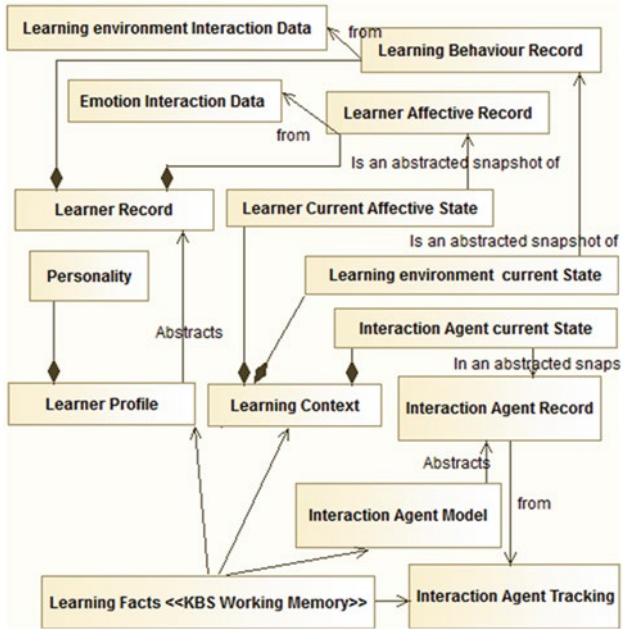 Learning environment Interaction Data
from
Learning Behaviour Record
Emotion Interaction Data
Learner Affective Record
from
Is an abstracted snapshot of
Learner Record
Learner Current Affective State
Is an abstracted snapshot of
Personality
Learning environment current State
Abstracts
Interaction Agent current State
In an abstracted snaps
Learner Profile
Learning Context
Interaction Agent Record
Abstracts
from
Interaction Agent Model
Learning Facts <<KBS Working Memory>>
Interaction Agent Tracking